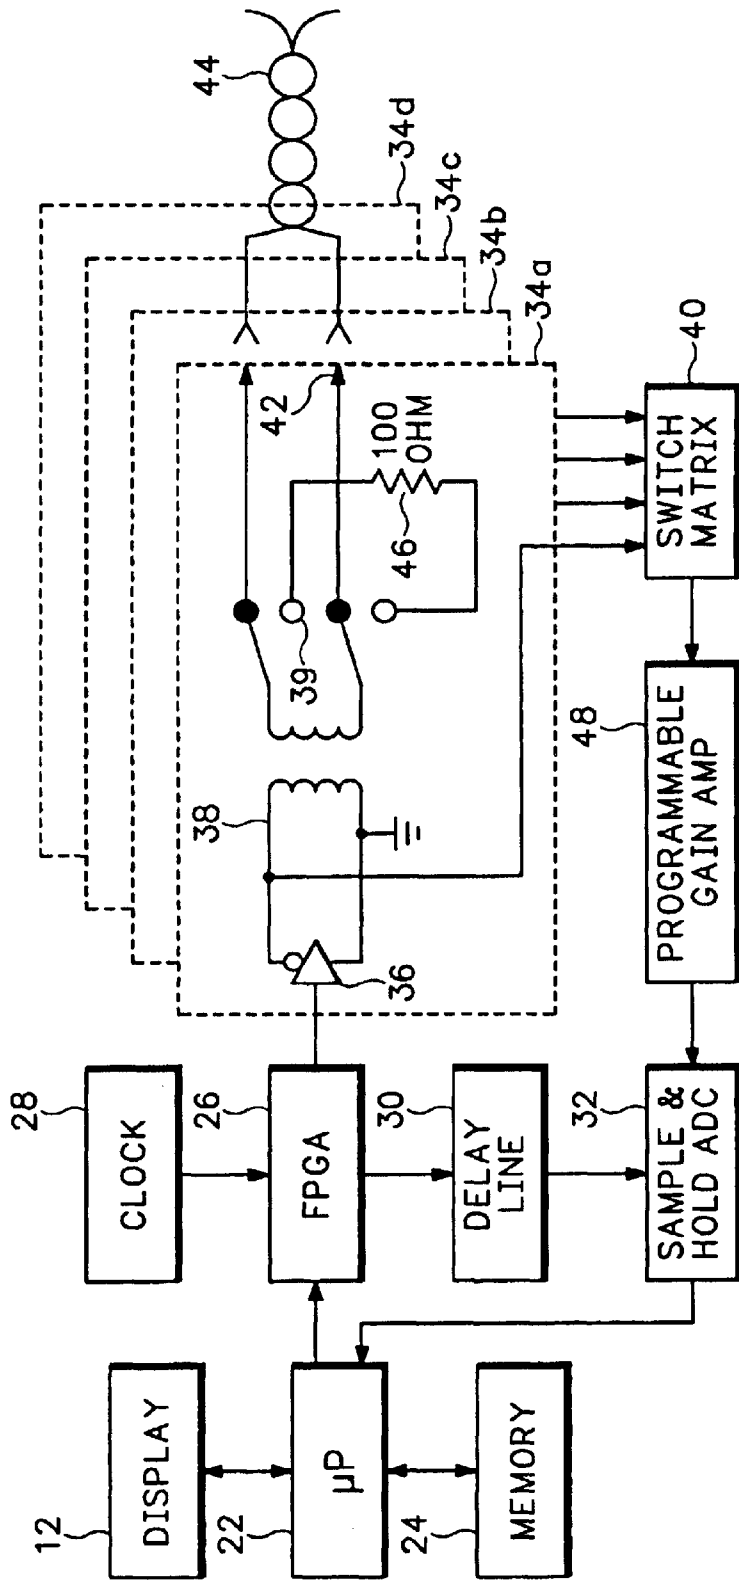 12
DISPLAY
22
µP
24
MEMORY
28
CLOCK
26
FPGA
30
DELAY
LINE
32
SAMPLE &
HOLD ADC
36
38
39
42
46
100
OHM
44
34d
34c
34b
34a
40
SWITCH
MATRIX
48
PROGRAMMABLE
GAIN AMP